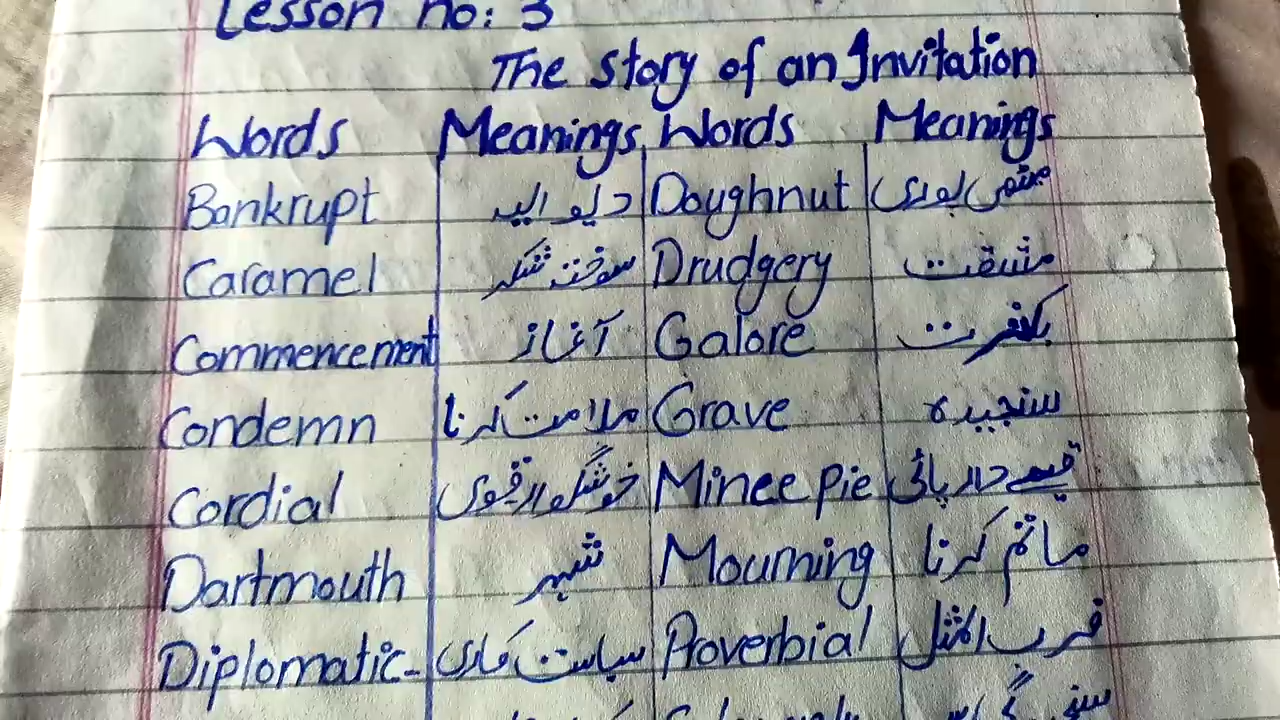 Lesson no: 3
The Story of an Invitation
Words Meanings Words Meanings
Bankrupt دلیوالیہ Doughnut میٹھی پوری
Caramel سوختہ شکر Drudgery مشقت
Commencement آغاز Galore بکثرت
Condemn ملامت کرنا Grave سنجیدہ
Cordial خوشگوار قوی Mince pie قیمے دار پائی
Dartmouth شہر Mourning ماتم کرنا
Diplomatic- سیاست کاری Proverbial ضرب المثل